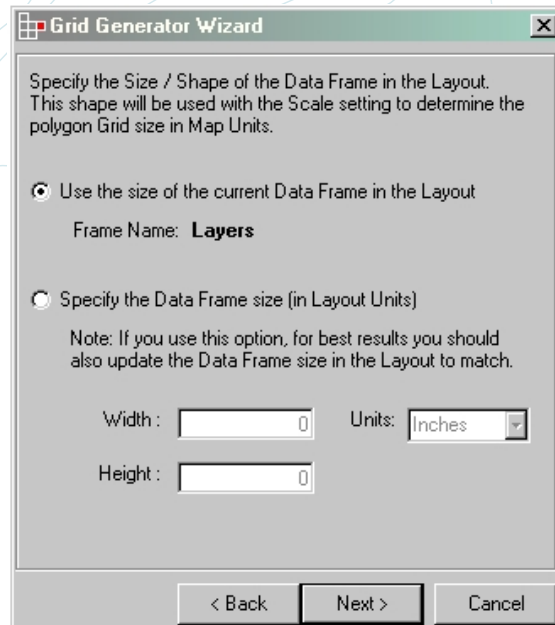 Grid Generator Wizard
Specify the Size / Shape of the Data Frame in the Layout.
This shape will be used with the Scale setting to determine the
polygon Grid size in Map Units.
Use the size of the current Data Frame in the Layout
Frame Name: Layers
Specify the Data Frame size (in Layout Units)
Note: If you use this option, for best results you should
also update the Data Frame size in the Layout to match.
Width : 0 Units: Inches
Height : 0
< Back Next > Cancel